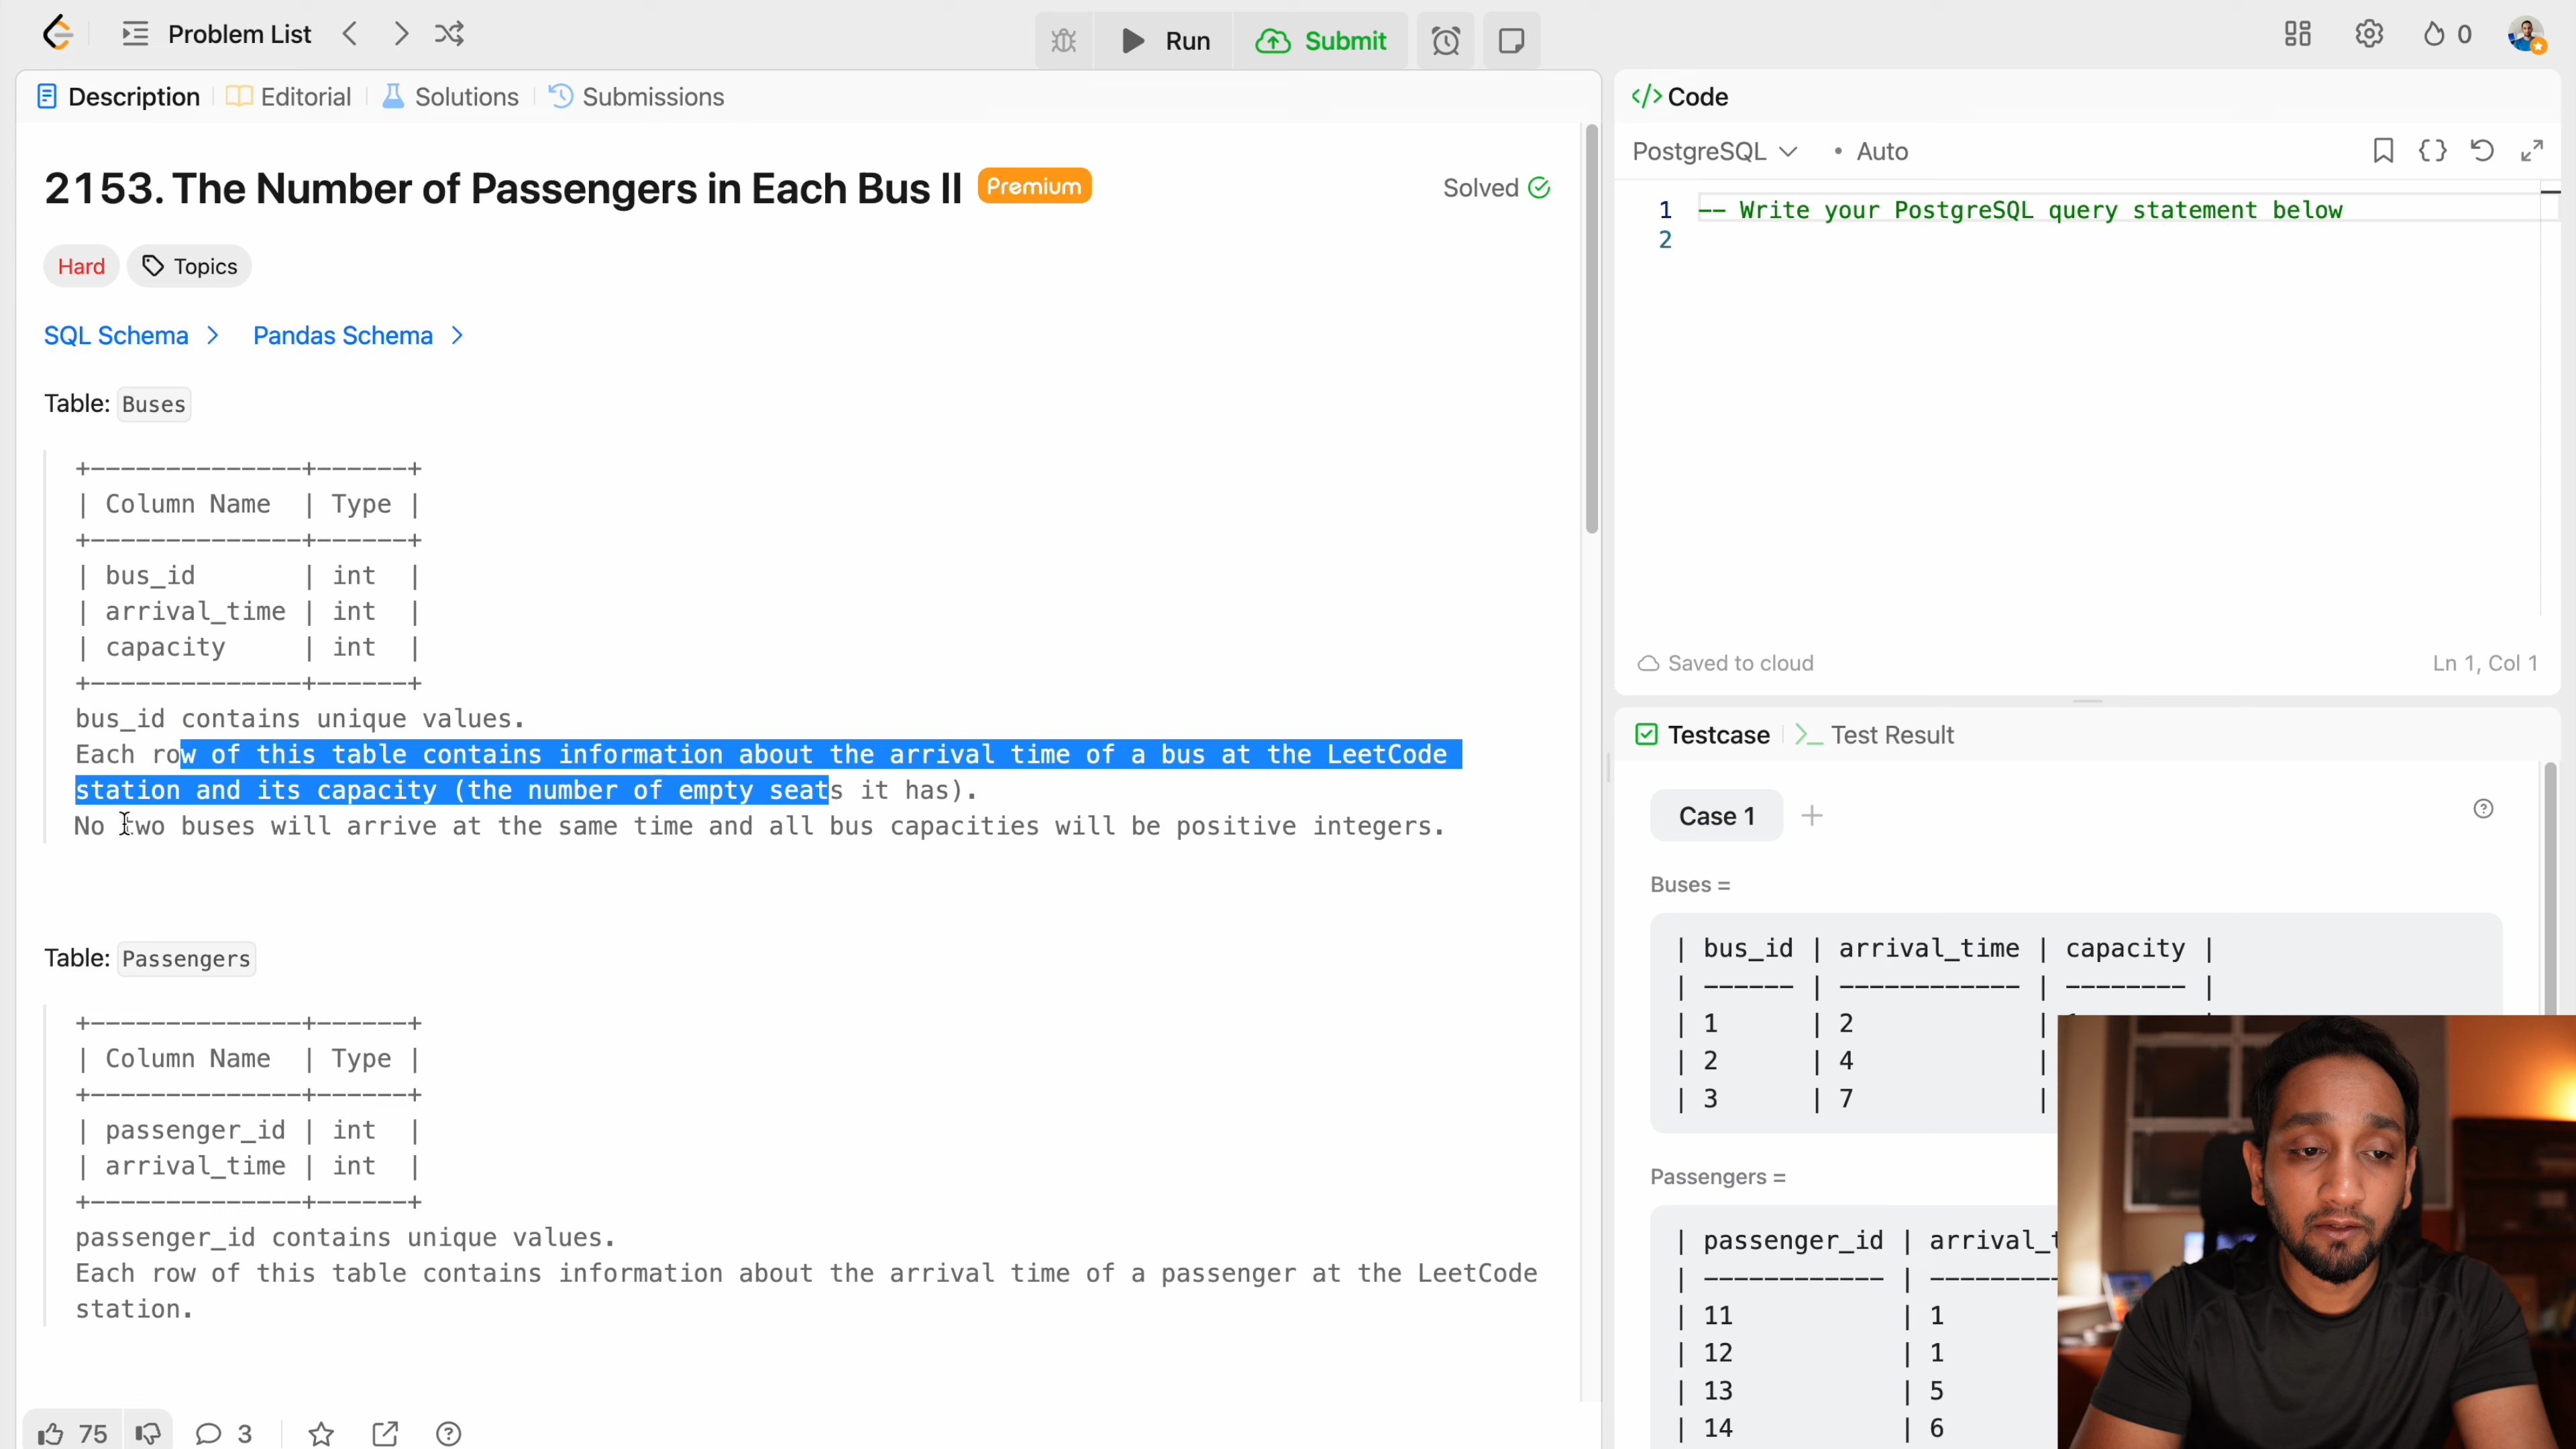 Problem List
Run
Submit
0
Description
Editorial
Solutions
Submissions
2153. The Number of Passengers in Each Bus II
Premium
Solved
Hard
Topics
SQL Schema
Pandas Schema
Table: Buses
+---------------+------+
| Column Name | Type |
+---------------+------+
| bus_id | int |
| arrival_time | int |
| capacity | int |
+---------------+------+
bus_id contains unique values.
Each row of this table contains information about the arrival time of a bus at the LeetCode
station and its capacity (the number of empty seats it has).
No two buses will arrive at the same time and all bus capacities will be positive integers.
Table: Passengers
+---------------+------+
| Column Name | Type |
+---------------+------+
| passenger_id | int |
| arrival_time | int |
+---------------+------+
passenger_id contains unique values.
Each row of this table contains information about the arrival time of a passenger at the LeetCode
station.
75
3
</> Code
PostgreSQL
• Auto
1 -- Write your PostgreSQL query statement below
2
Saved to cloud
Ln 1, Col 1
Testcase
>_ Test Result
Case 1 +
Buses =
| bus_id | arrival_time | capacity |
| ------ | ------------ | -------- |
| 1 | 2 |
| 2 | 4 |
| 3 | 7 |
Passengers =
| passenger_id |
| ------------ | ---------
| 11 | 1
| 12 | 1
| 13 | 5
| 14 | 6